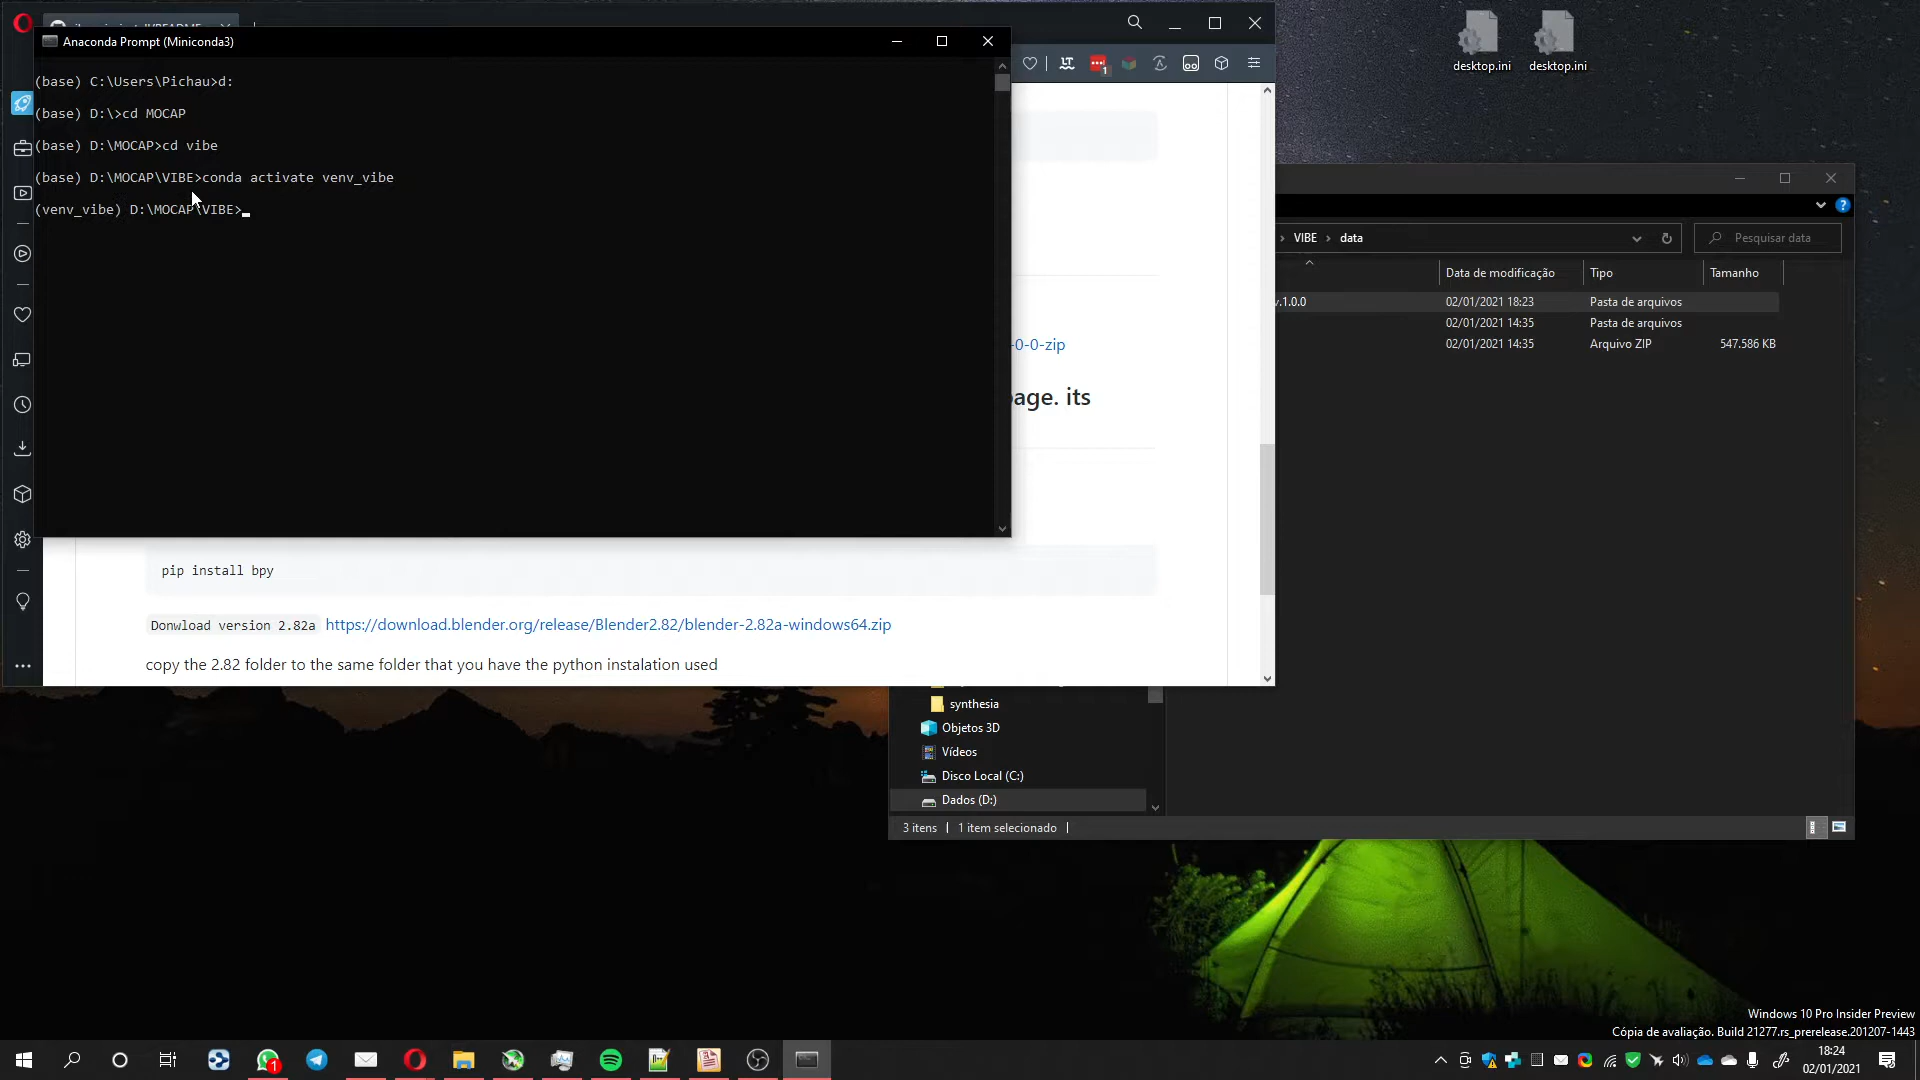 Anaconda Prompt (Miniconda3)
(base) C:\Users\Pichau>d:
(base) D:\>cd MOCAP
(base) D:\MOCAP>cd vibe
(base) D:\MOCAP\VIBE>conda activate venv_vibe
(venv_vibe) D:\MOCAP\VIBE>
1
-0-0-zip
page. its
pip install bpy
Donwload version 2.82a https://download.blender.org/release/Blender2.82/blender-2.82a-windows64.zip
copy the 2.82 folder to the same folder that you have the python instalation used
desktop.ini
desktop.ini
› VIBE › data
Pesquisar data
Data de modificação Tipo Tamanho
v.1.0.0 02/01/2021 18:23 Pasta de arquivos
02/01/2021 14:35 Pasta de arquivos
02/01/2021 14:35 Arquivo ZIP 547.586 KB
synthesia
Objetos 3D
Vídeos
Disco Local (C:)
Dados (D:)
3 itens 1 item selecionado
Windows 10 Pro Insider Preview
Cópia de avaliação. Build 21277.rs_prerelease.201207-1443
1
18:24
02/01/2021